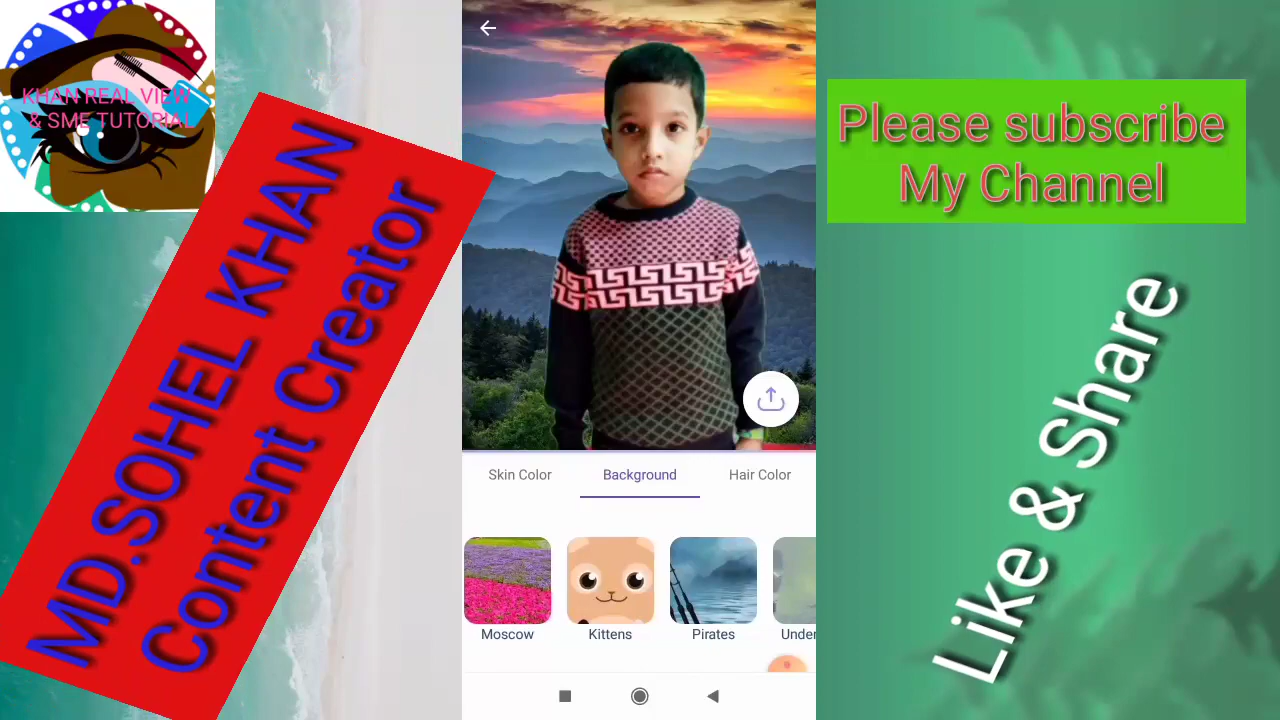 KHAN REAL VIEW
& SME TUTORIAL
MD.SOHEL KHAN
Content Creator
Skin Color
Background
Hair Color
Moscow
Kittens
Pirates
Under
Please subscribe
My Channel
Like & Share